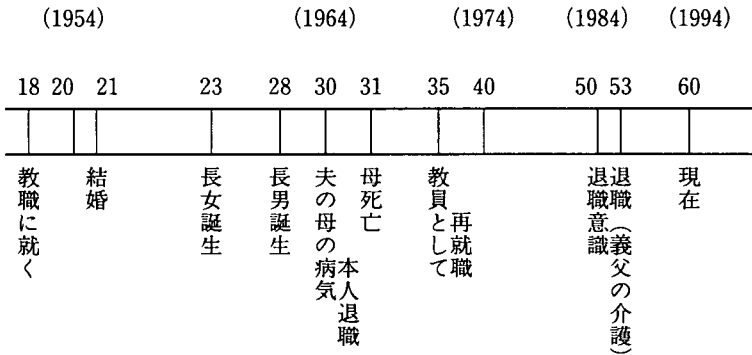 (1954) (1964) (1974) (1984) (1994)
18 20 21 23 28 30 31 35 40 50 53 60
教職に就く
結婚
長女誕生
長男誕生
夫の母の病気
本人退職
母死亡
教員として
再就職
退職意識
退職(義父の介護)
現在